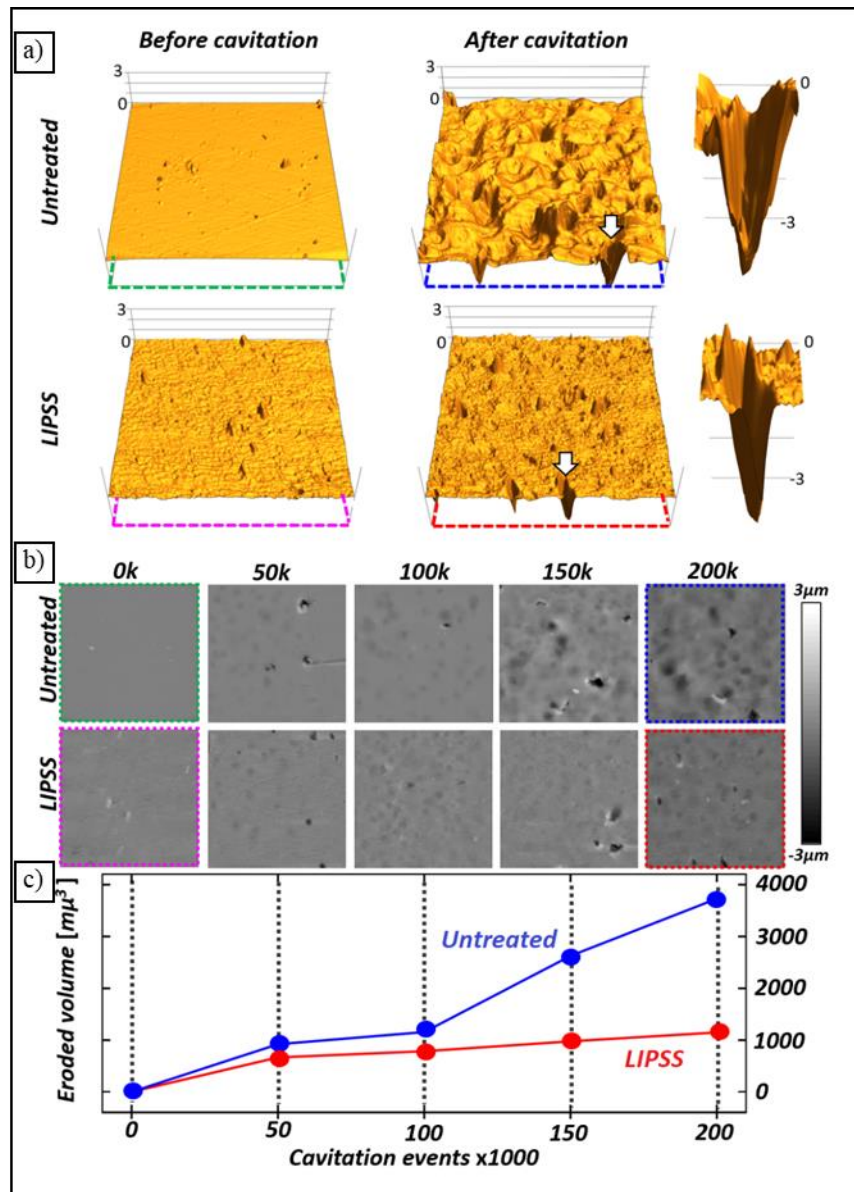 a)
Before cavitation
After cavitation
Untreated
3
0
3
0
0
-3
LIPSS
3
0
3
0
0
-3
b)
0k
50k
100k
150k
200k
Untreated
LIPSS
3μm
-3μm
c)
Eroded volume [mμ³]
Untreated
LIPSS
4000
3000
2000
1000
0
0
50
100
150
200
Cavitation events x1000